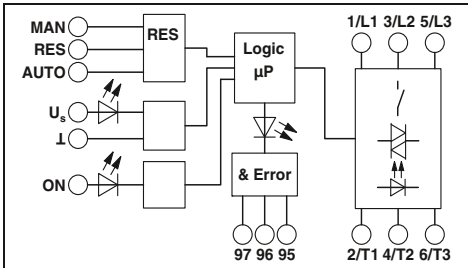 MAN
RES
AUTO
RES
Us
⊥
ON
Logic
µP
& Error
97 96 95
1/L1 3/L2 5/L3
2/T1 4/T2 6/T3